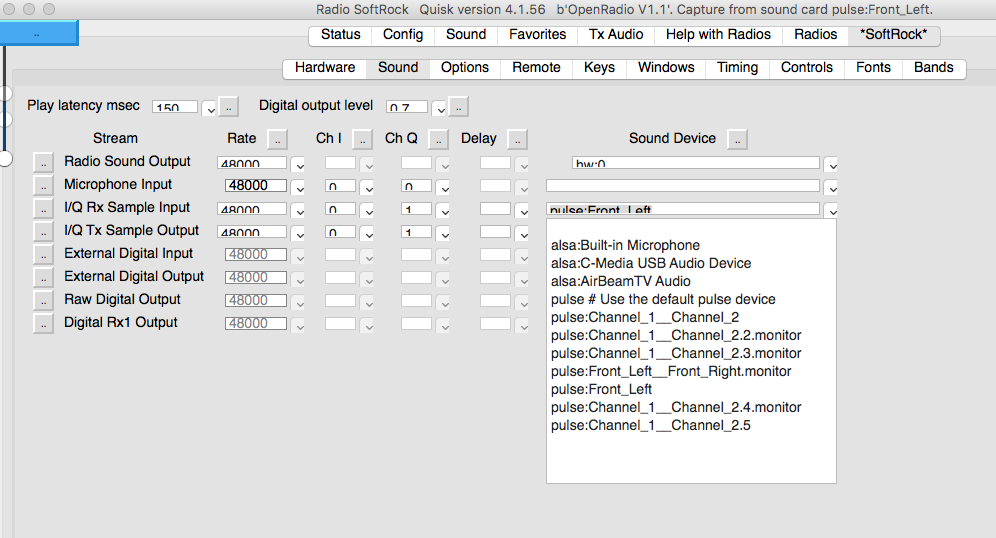 Radio SoftRock Quisk version 4.1.56 b'OpenRadio V1.1'. Capture from sound card pulse:Front_Left.
..
Status Config Sound Favorites Tx Audio Help with Radios Radios *SoftRock*
Hardware Sound Options Remote Keys Windows Timing Controls Fonts Bands
Play latency msec 150 .. Digital output level 0.7 ..
Stream Rate .. Ch I .. Ch Q .. Delay .. Sound Device ..
.. Radio Sound Output 48000 hw:0
.. Microphone Input 48000 0 0
.. I/Q Rx Sample Input 48000 0 1 pulse:Front_Left
.. I/Q Tx Sample Output 48000 0 1
.. External Digital Input 48000
.. External Digital Output 48000
.. Raw Digital Output 48000
.. Digital Rx1 Output 48000
alsa:Built-in Microphone
alsa:C-Media USB Audio Device
alsa:AirBeamTV Audio
pulse # Use the default pulse device
pulse:Channel_1__Channel_2
pulse:Channel_1__Channel_2.2.monitor
pulse:Channel_1__Channel_2.3.monitor
pulse:Front_Left__Front_Right.monitor
pulse:Front_Left
pulse:Channel_1__Channel_2.4.monitor
pulse:Channel_1__Channel_2.5